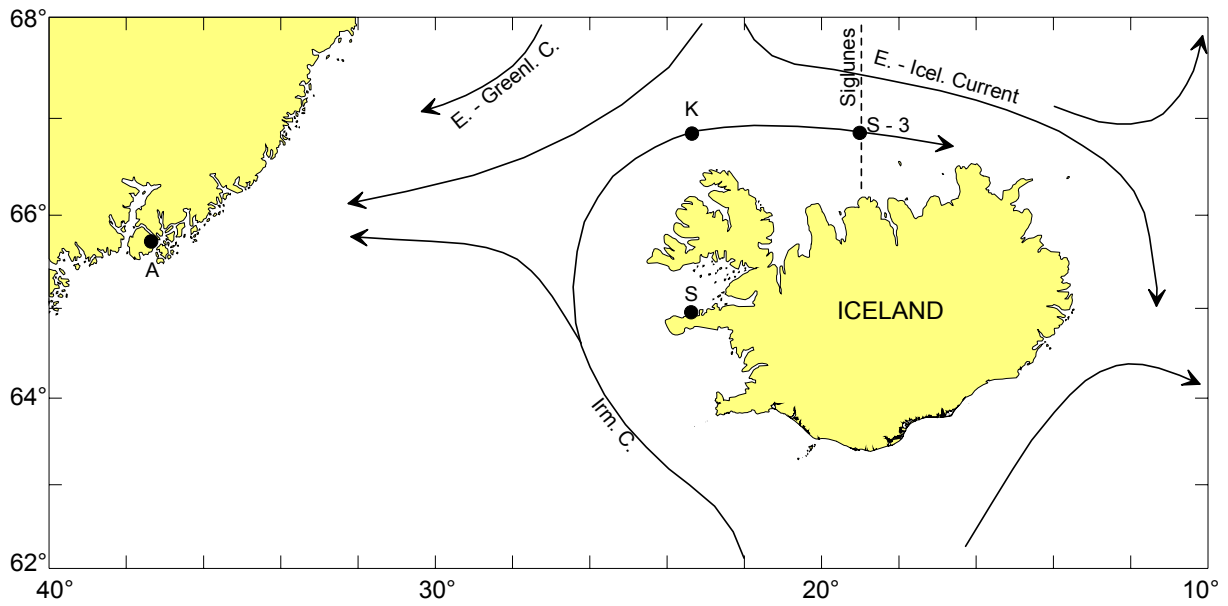 68°
E. - Greenl. C.
Siglunes
E. - Icel. Current
K
S - 3
66°
A
S
ICELAND
64°
Irm. C.
62°
40°
30°
20°
10°